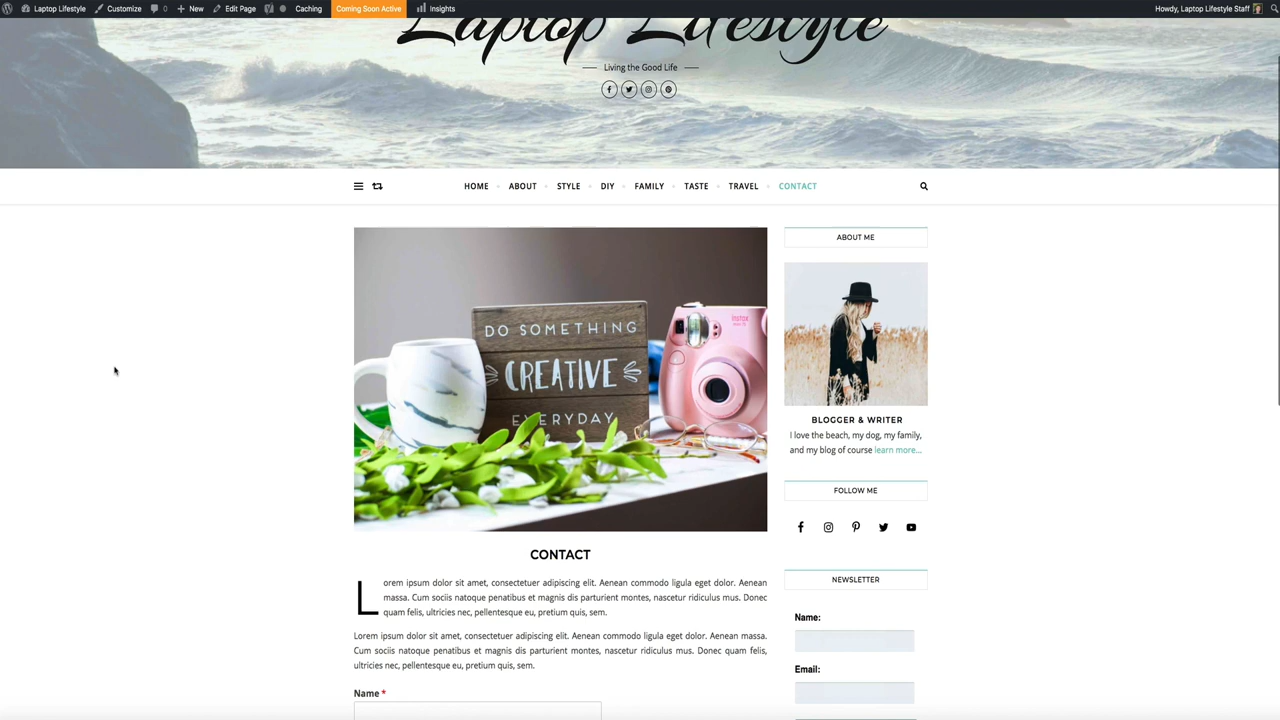 Laptop Lifestyle
Customize
0
New
Edit Page
Caching
Coming Soon Active
Insights
Howdy, Laptop Lifestyle Staff
Laptop Lifestyle
Living the Good Life
HOME
ABOUT
STYLE
DIY
FAMILY
TASTE
TRAVEL
CONTACT
DO SOMETHING
CREATIVE
EVERYDAY
instax
CONTACT
Lorem ipsum dolor sit amet, consectetuer adipiscing elit. Aenean commodo ligula eget dolor. Aenean
massa. Cum sociis natoque penatibus et magnis dis parturient montes, nascetur ridiculus mus. Donec
quam felis, ultricies nec, pellentesque eu, pretium quis, sem.
Lorem ipsum dolor sit amet, consectetuer adipiscing elit. Aenean commodo ligula eget dolor. Aenean massa.
Cum sociis natoque penatibus et magnis dis parturient montes, nascetur ridiculus mus. Donec quam felis,
ultricies nec, pellentesque eu, pretium quis, sem.
Name *
ABOUT ME
BLOGGER & WRITER
I love the beach, my dog, my family,
and my blog of course learn more...
FOLLOW ME
NEWSLETTER
Name:
Email: